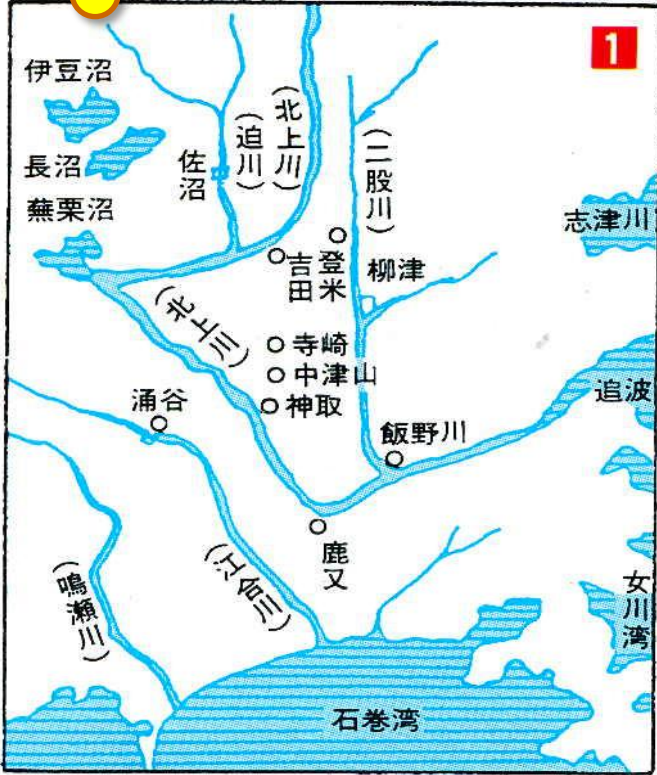 1
伊豆沼
長沼
蕪栗沼
佐沼
(迫川)
(北上川)
(二股川)
志津川
吉田
登米
柳津
(北上川)
寺崎
中津山
神取
追波
涌谷
飯野川
鹿又
(江合川)
(鳴瀬川)
女川湾
石巻湾